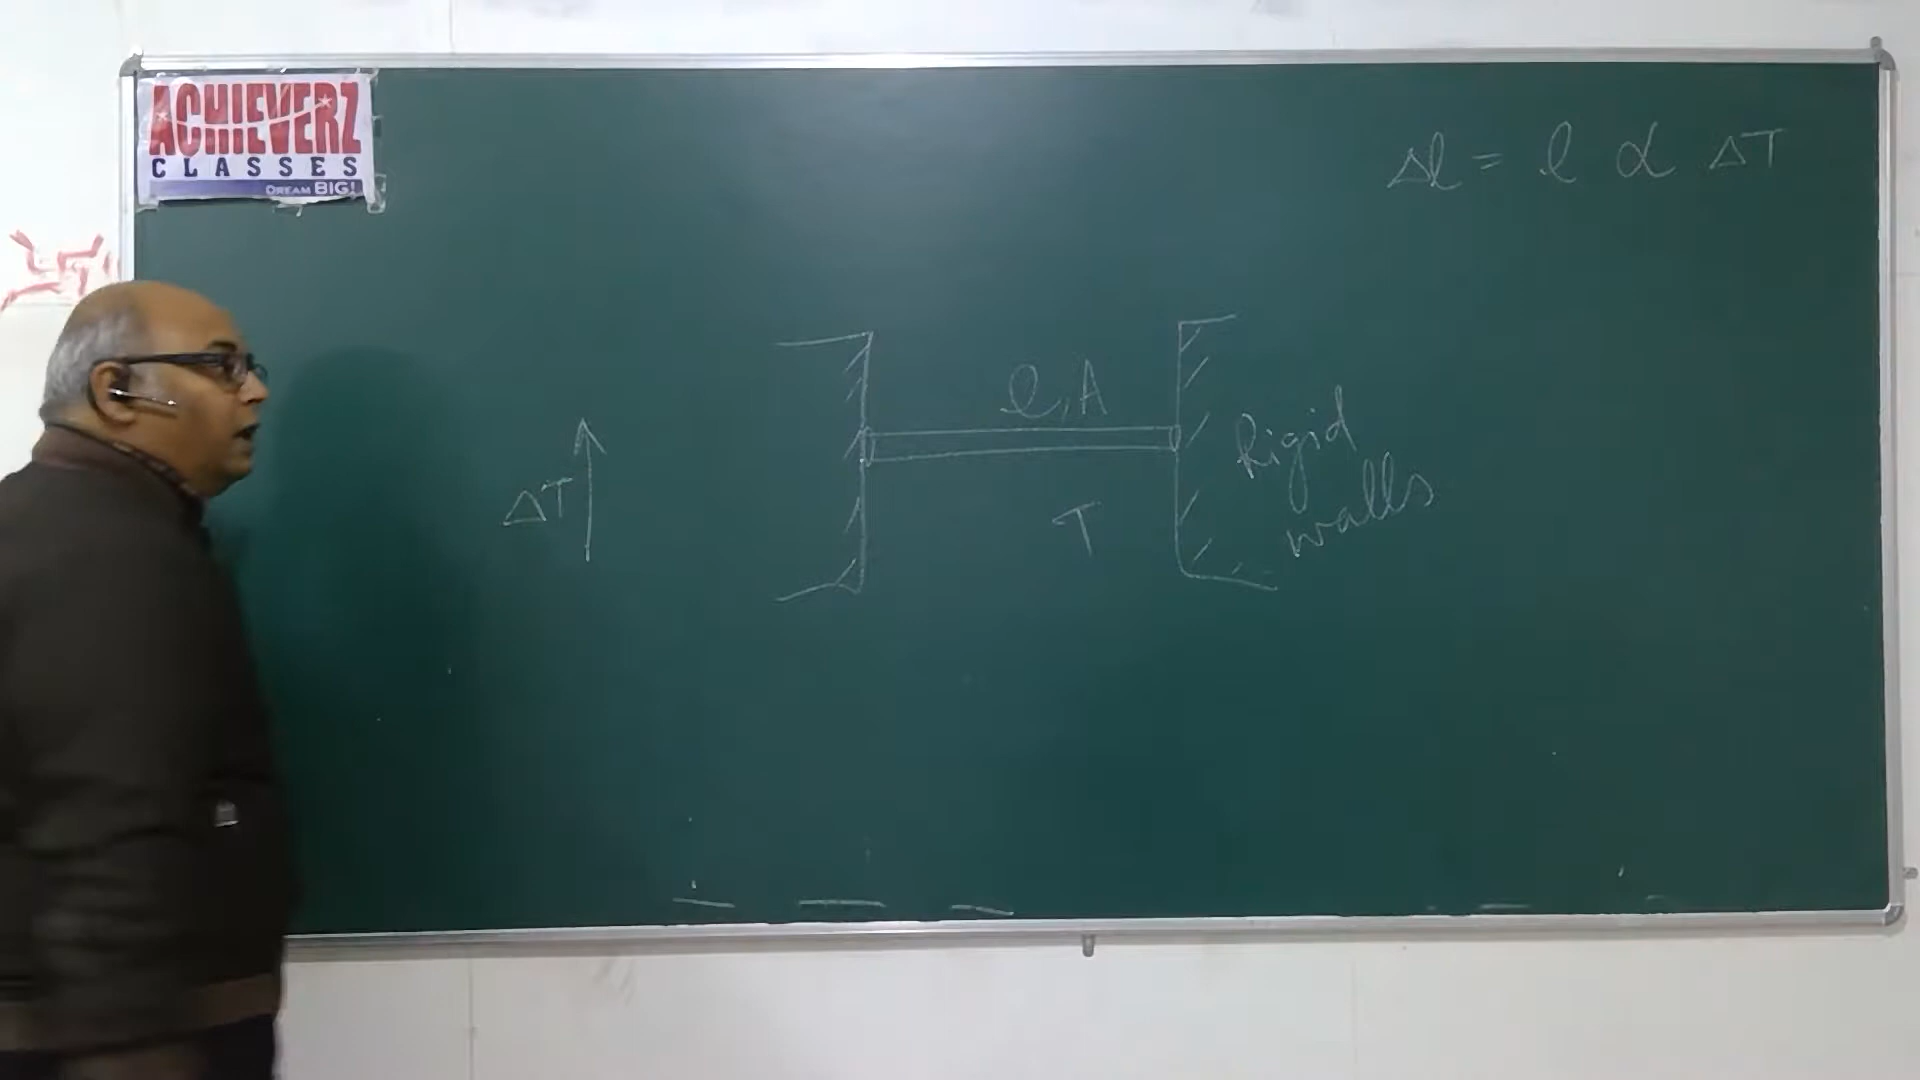 ACHIEVERZ
CLASSES
DREAM BIG!
Δl = l α ΔT
l, A
Rigid
walls
ΔT
T